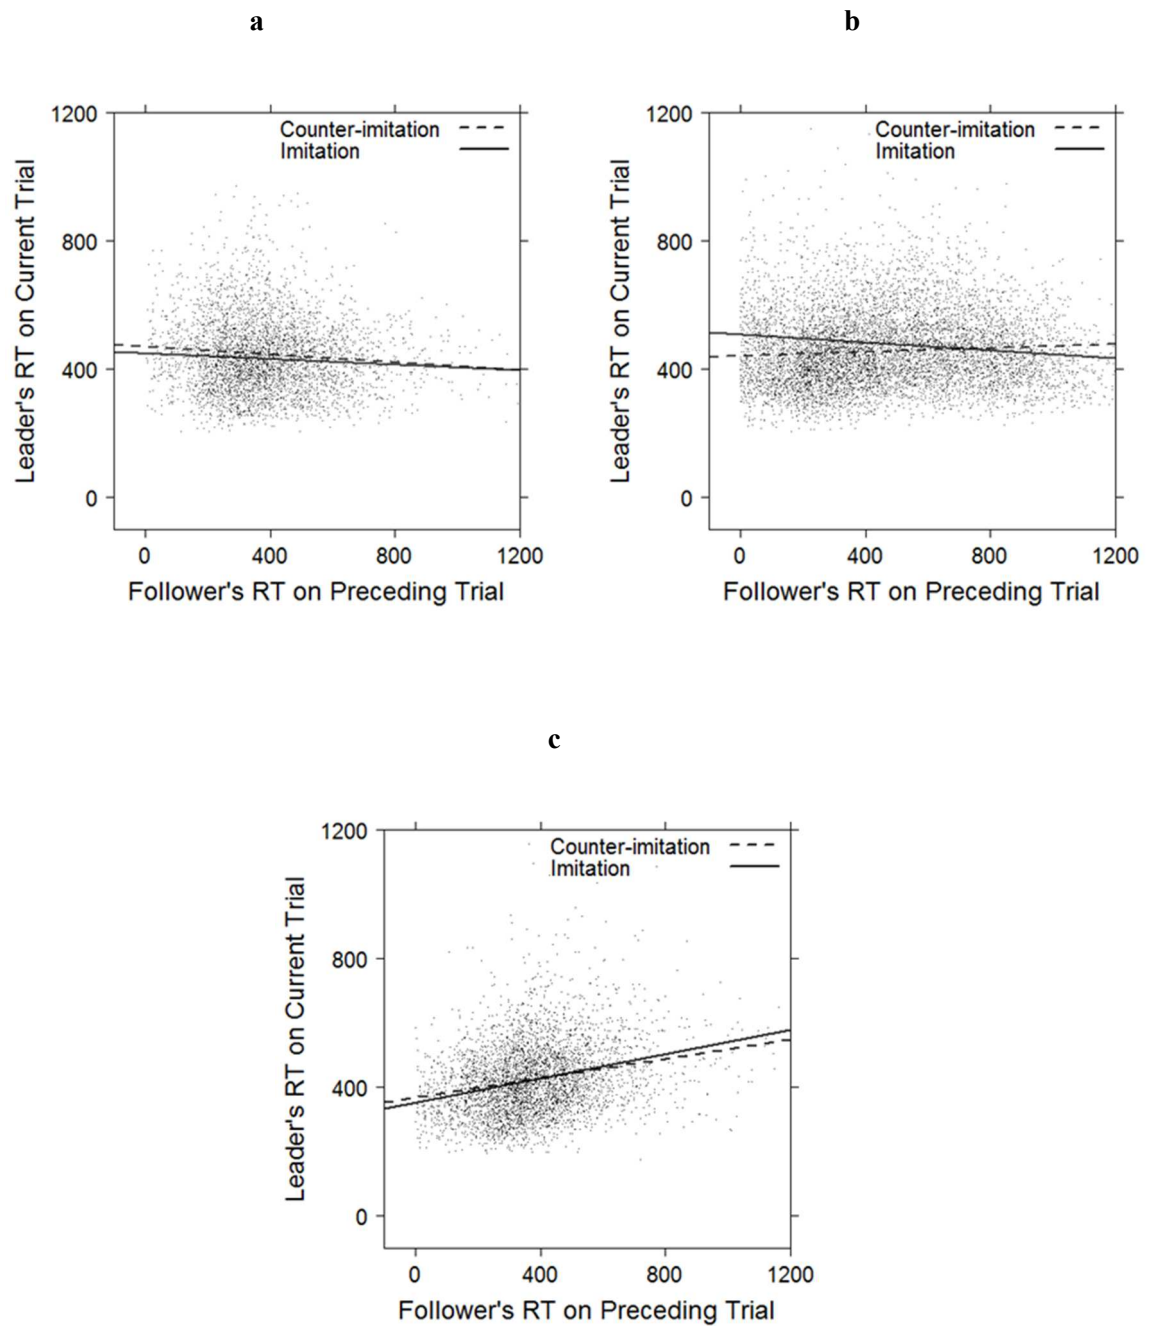 a
b
1200
800
400
0
Leader's RT on Current Trial
Counter-imitation
Imitation
0 400 800 1200
Follower's RT on Preceding Trial
1200
800
400
0
Leader's RT on Current Trial
Counter-imitation
Imitation
0 400 800 1200
Follower's RT on Preceding Trial
c
1200
800
400
0
Leader's RT on Current Trial
Counter-imitation
Imitation
0 400 800 1200
Follower's RT on Preceding Trial